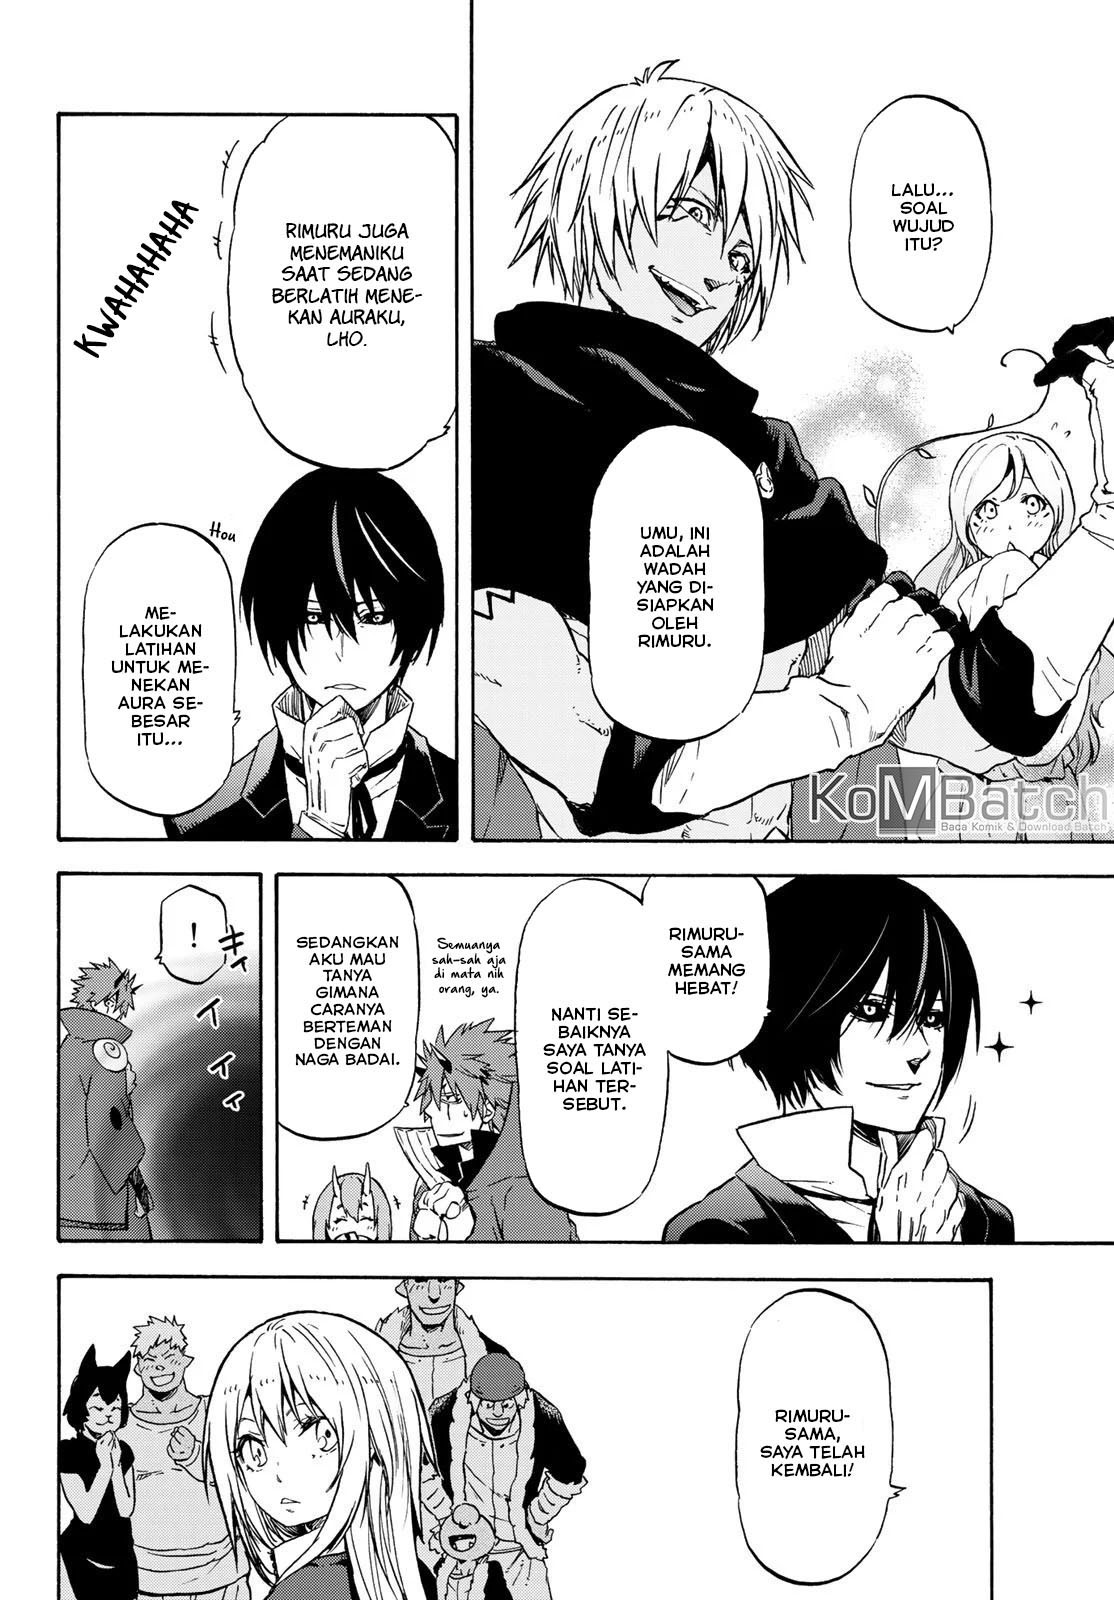 LALU...
SOAL
WUJUD
ITU?
UMU, INI
ADALAH
WADAH
YANG DI-
SIAPKAN
OLEH
RIMURU.
RIMURU JUGA
MENEMANIKU
SAAT SEDANG
BERLATIH MENE-
KAN AURAKU,
LHO.
KWAHAHAHA
Hou
ME-
LAKUKAN
LATIHAN
UNTUK ME-
NEKAN
AURA SE-
BESAR
ITU...
KoMBatch
Baca Komik & Download Batch
RIMURU-
SAMA
MEMANG
HEBAT!
NANTI SE-
BAIKNYA
SAYA TANYA
SOAL LATI-
HAN TER-
SEBUT.
Semuanya
sah-sah aja
di mata nih
orang, ya.
SEDANGKAN
AKU MAU
TANYA
GIMANA
CARANYA
BERTEMAN
DENGAN
NAGA BADAI.
!
キィイイ
RIMURU-
SAMA,
SAYA TELAH
KEMBALI!